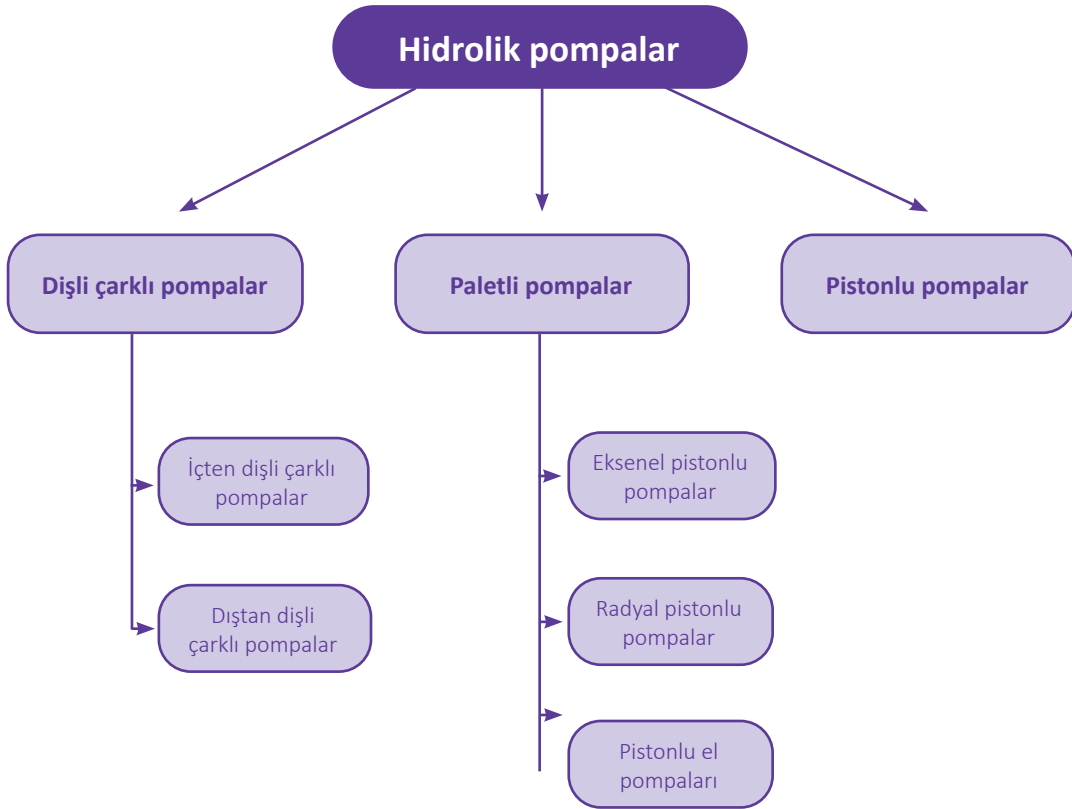 Hidrolik pompalar
Dişli çarklı pompalar
Paletli pompalar
Pistonlu pompalar
İçten dişli çarklı
pompalar
Dıştan dişli
çarklı pompalar
Eksenel pistonlu
pompalar
Radyal pistonlu
pompalar
Pistonlu el
pompaları